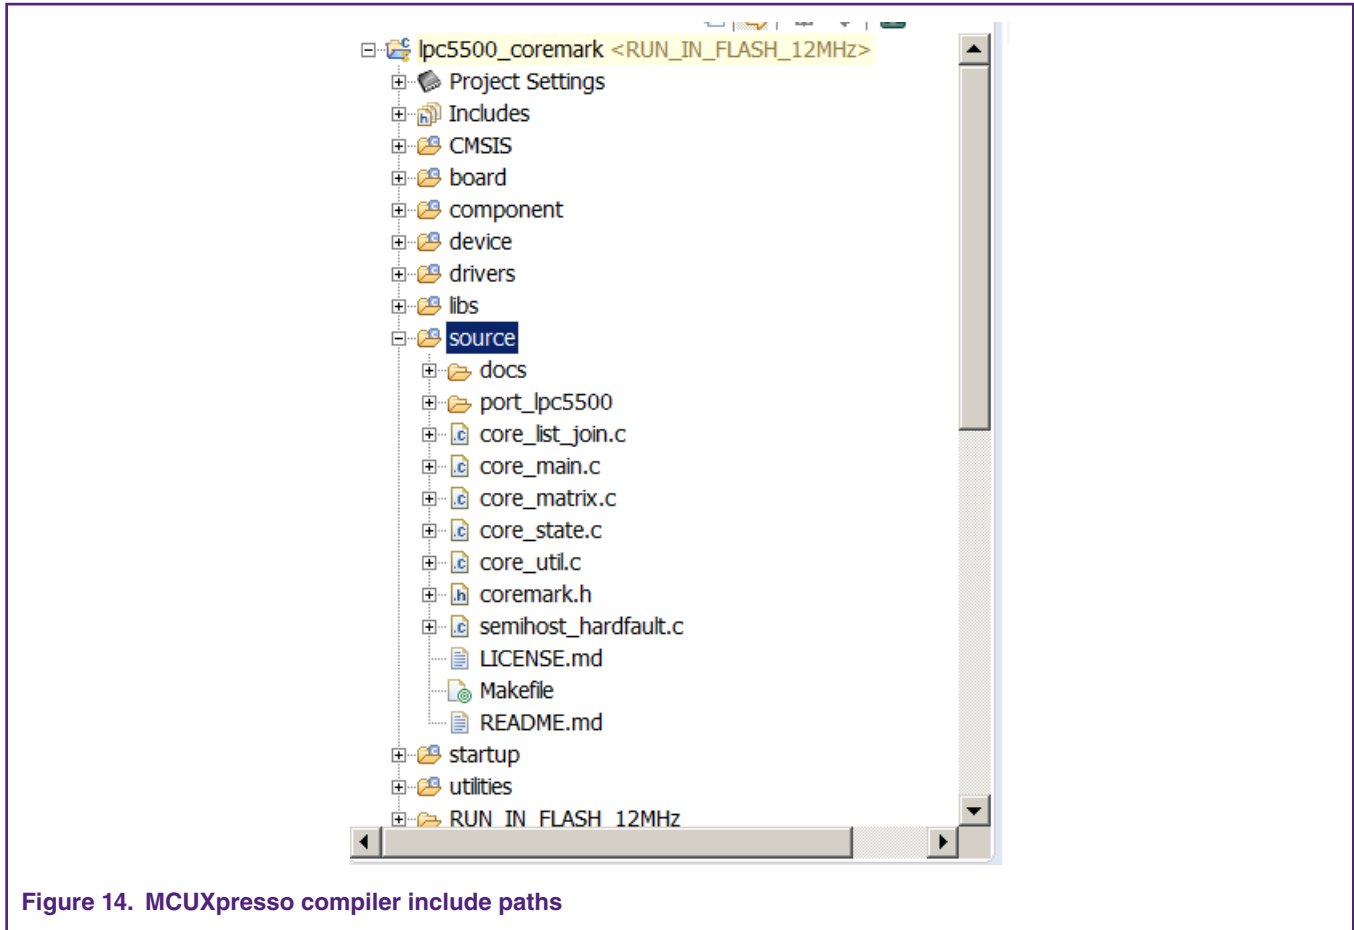 lpc5500_coremark <RUN_IN_FLASH_12MHz>
Project Settings
Includes
CMSIS
board
component
device
drivers
libs
source
docs
port_lpc5500
core_list_join.c
core_main.c
core_matrix.c
core_state.c
core_util.c
coremark.h
semihost_hardfault.c
LICENSE.md
Makefile
README.md
startup
utilities
RUN_IN_FLASH_12MHz
Figure 14. MCUXpresso compiler include paths